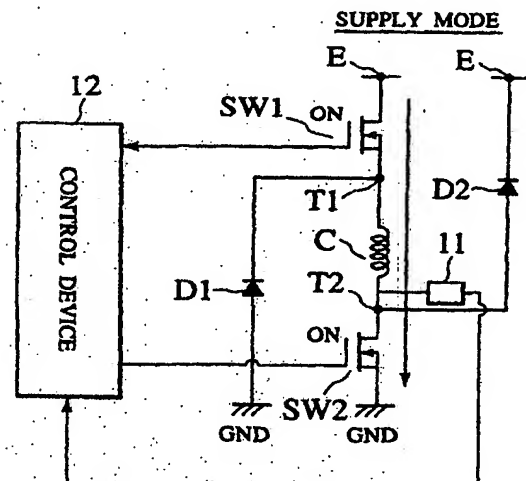 SUPPLY MODE
E
E
12
SW1
ON
CONTROL DEVICE
T1
D2
C
11
D1
T2
ON
SW2
GND
GND